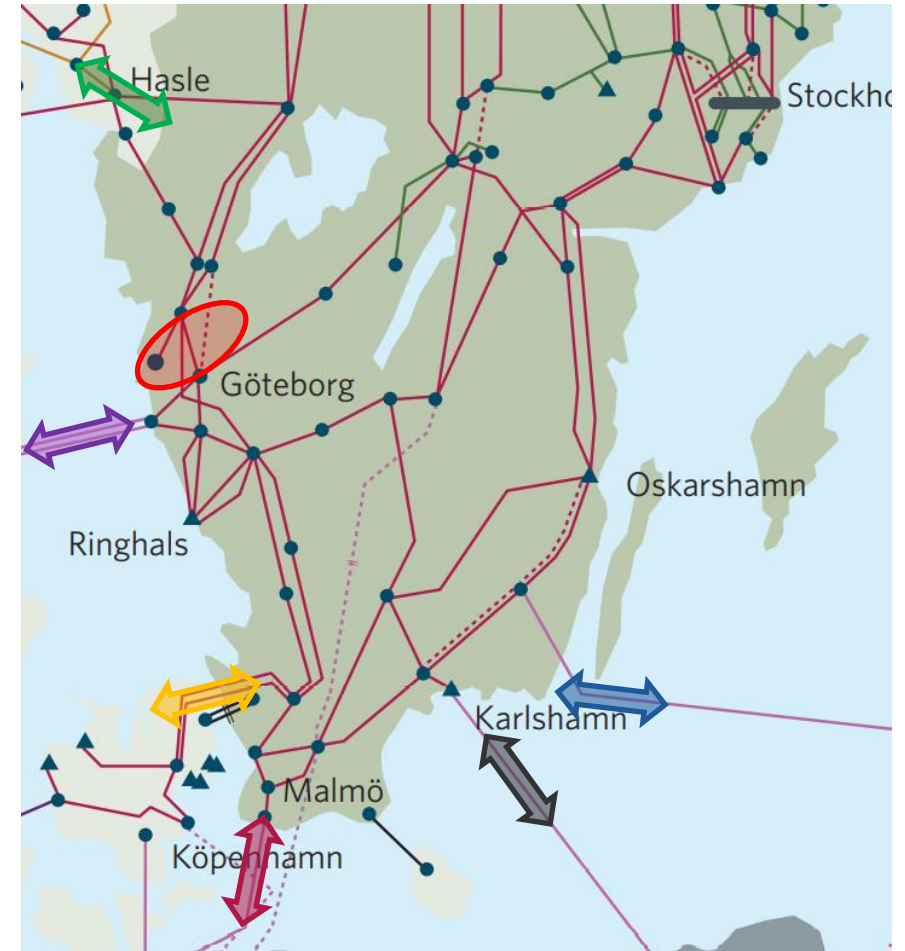 Hasle
Stockho
Göteborg
Oskarshamn
Ringhals
Karlshamn
Malmö
Köpenhamn